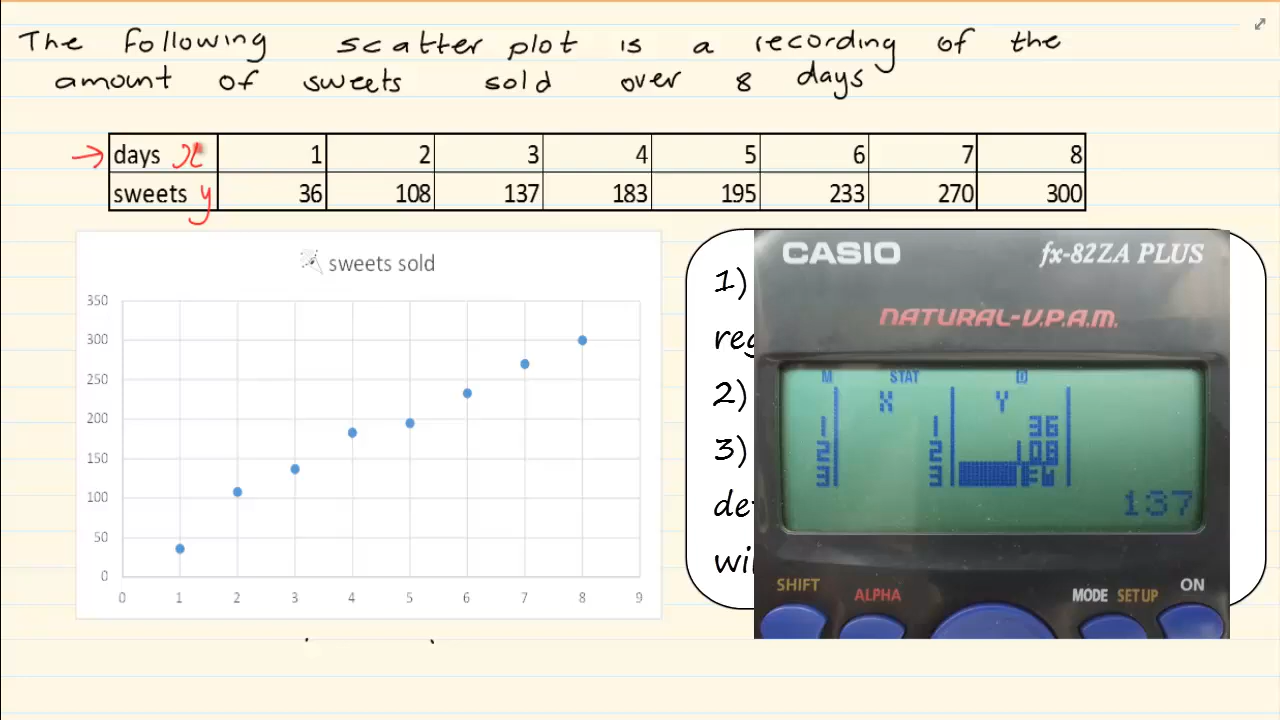 The following scatter plot is a recording of the
amount of sweets sold over 8 days
days x 1 2 3 4 5 6 7 8
sweets y 36 108 137 183 195 233 270 300
sweets sold
350
300
250
200
150
100
50
0
0 1 2 3 4 5 6 7 8 9
1)
2)
3)
CASIO fx-82ZA PLUS
NATURAL-V.P.A.M.
M STAT D
X Y
1 1 36
2 2 108
3 3
137
SHIFT ALPHA MODE SETUP ON